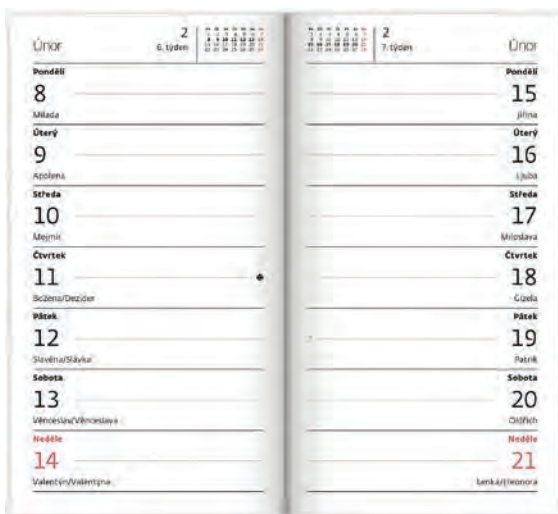 Únor
2
6. týden
Pondělí
8
Milada
Úterý
9
Apolena
Středa
10
Mojmír
Čtvrtek
11
Božena/Dezider
Pátek
12
Slavěna/Slávka
Sobota
13
Věnceslav/Věnceslava
Neděle
14
Valentýn/Valentýna
2
7. týden
Únor
Pondělí
15
Jiřina
Úterý
16
Ljuba
Středa
17
Miloslava
Čtvrtek
18
Gizela
Pátek
19
Patrik
Sobota
20
Oldřich
Neděle
21
Lenka/Eleonora